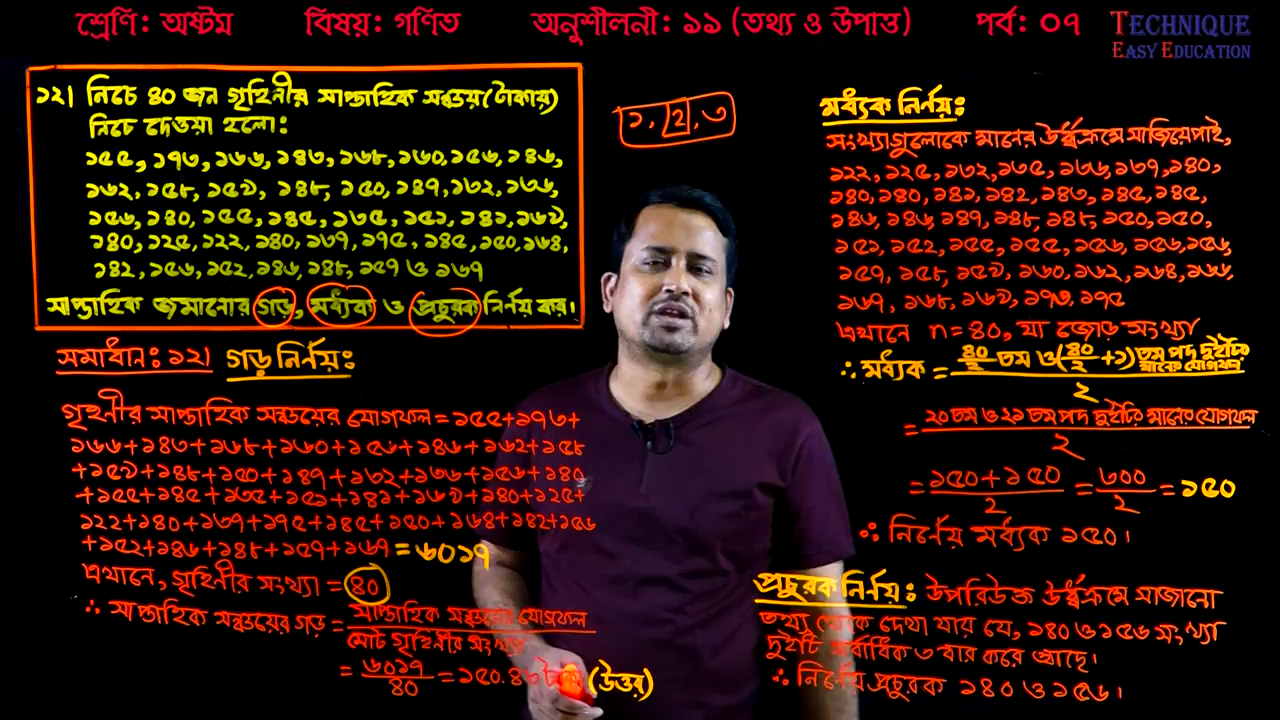 শ্রেণি: অষ্টম বিষয়: গণিত অনুশীলনী: ১১ (তথ্য ও উপাত্ত) পর্ব: ০৭
TECHNIQUE
EASY EDUCATION
১২। নিচে ৪০ জন গৃহিনীর সাপ্তাহিক সঞ্চয় (টাকায়)
নিচে দেওয়া হলো:
১৫৫, ১৭৩, ১৬৬, ১৪৩, ১৬৮, ১৬০, ১৫৬, ১৪৬,
১৬২, ১৫৮, ১৫৯, ১৪৮, ১৫০, ১৪৭, ১৩২, ১৩৬,
১৫৬, ১৪০, ১৫৫, ১৪৫, ১৩৫, ১৫১, ১৪১, ১৬৯,
১৪০, ১২৫, ১২২, ১৪০, ১৩৭, ১৭৫, ১৪৫, ১৫০, ১৬৪,
১৪২, ১৫৬, ১৫২, ১৪৬, ১৪৮, ১৫৭ ও ১৬৭
সাপ্তাহিক জমানোর গড়, মধ্যক ও প্রচুরক নির্ণয় কর।
১, ২, ৩
সমাধান: ১২। গড় নির্ণয়:
গৃহনীর সাপ্তাহিক সঞ্চয়ের যোগফল = ১৫৫+১৭৩+
১৬৬+১৪৩+১৬৮+১৬০+১৫৬+১৪৬+১৬২+১৫৮
+১৫৯+১৪৮+১৫০+১৪৭+১৩২+১৩৬+১৫৬+১৪০
+১৫৫+১৪৫+১৩৫+১৫১+১৪১+১৬৯+১৪০+১২৫+
১২২+১৪০+১৩৭+১৭৫+১৪৫+১৫০+১৬৪+১৪২+১৫৬
+১৫২+১৪৬+১৪৮+১৫৭+১৬৭ = ৬০১৭
এখানে, গৃহিনীর সংখ্যা = ৪০
∴ সাপ্তাহিক সঞ্চয়ের গড় = সাপ্তাহিক সঞ্চয়ের যোগফল
মোট গৃহিনীর সংখ্যা
= ৬০১৭/৪০ = ১৫০.৪৩ (উত্তর)
মধ্যক নির্ণয়:
সংখ্যাগুলোকে মানের উর্ধ্বক্রমে সাজিয়ে পাই,
১২২, ১২৫, ১৩২, ১৩৫, ১৩৬, ১৩৭, ১৪০,
১৪০, ১৪০, ১৪১, ১৪২, ১৪৩, ১৪৫, ১৪৫,
১৪৬, ১৪৬, ১৪৭, ১৪৮, ১৪৮, ১৫০, ১৫০,
১৫১, ১৫২, ১৫৫, ১৫৫, ১৫৬, ১৫৬, ১৫৬,
১৫৭, ১৫৮, ১৫৯, ১৬০, ১৬২, ১৬৪, ১৬৬,
১৬৭, ১৬৮, ১৬৯, ১৭৩, ১৭৫
এখানে n = ৪০, যা জোড় সংখ্যা
∴ মধ্যক = ৪০/২ তম ও (৪০/২ +১) তম পদ দুইটির মানের যোগফল
২
= ২০ তম ও ২১ তম পদ দুইটির মানের যোগফল
২
= ১৫০+১৫০/২ = ৩০০/২ = ১৫০
∴ নির্ণেয় মধ্যক ১৫০।
প্রচুরক নির্ণয়: উপরিউক্ত উর্ধ্বক্রমে সাজানো
তথ্য থেকে দেখা যায় যে, ১৪০ ও ১৫৬ সংখ্যা
দুইটি সর্বাধিক ৩ বার করে আছে।
∴ নির্ণেয় প্রচুরক ১৪০ ও ১৫৬।